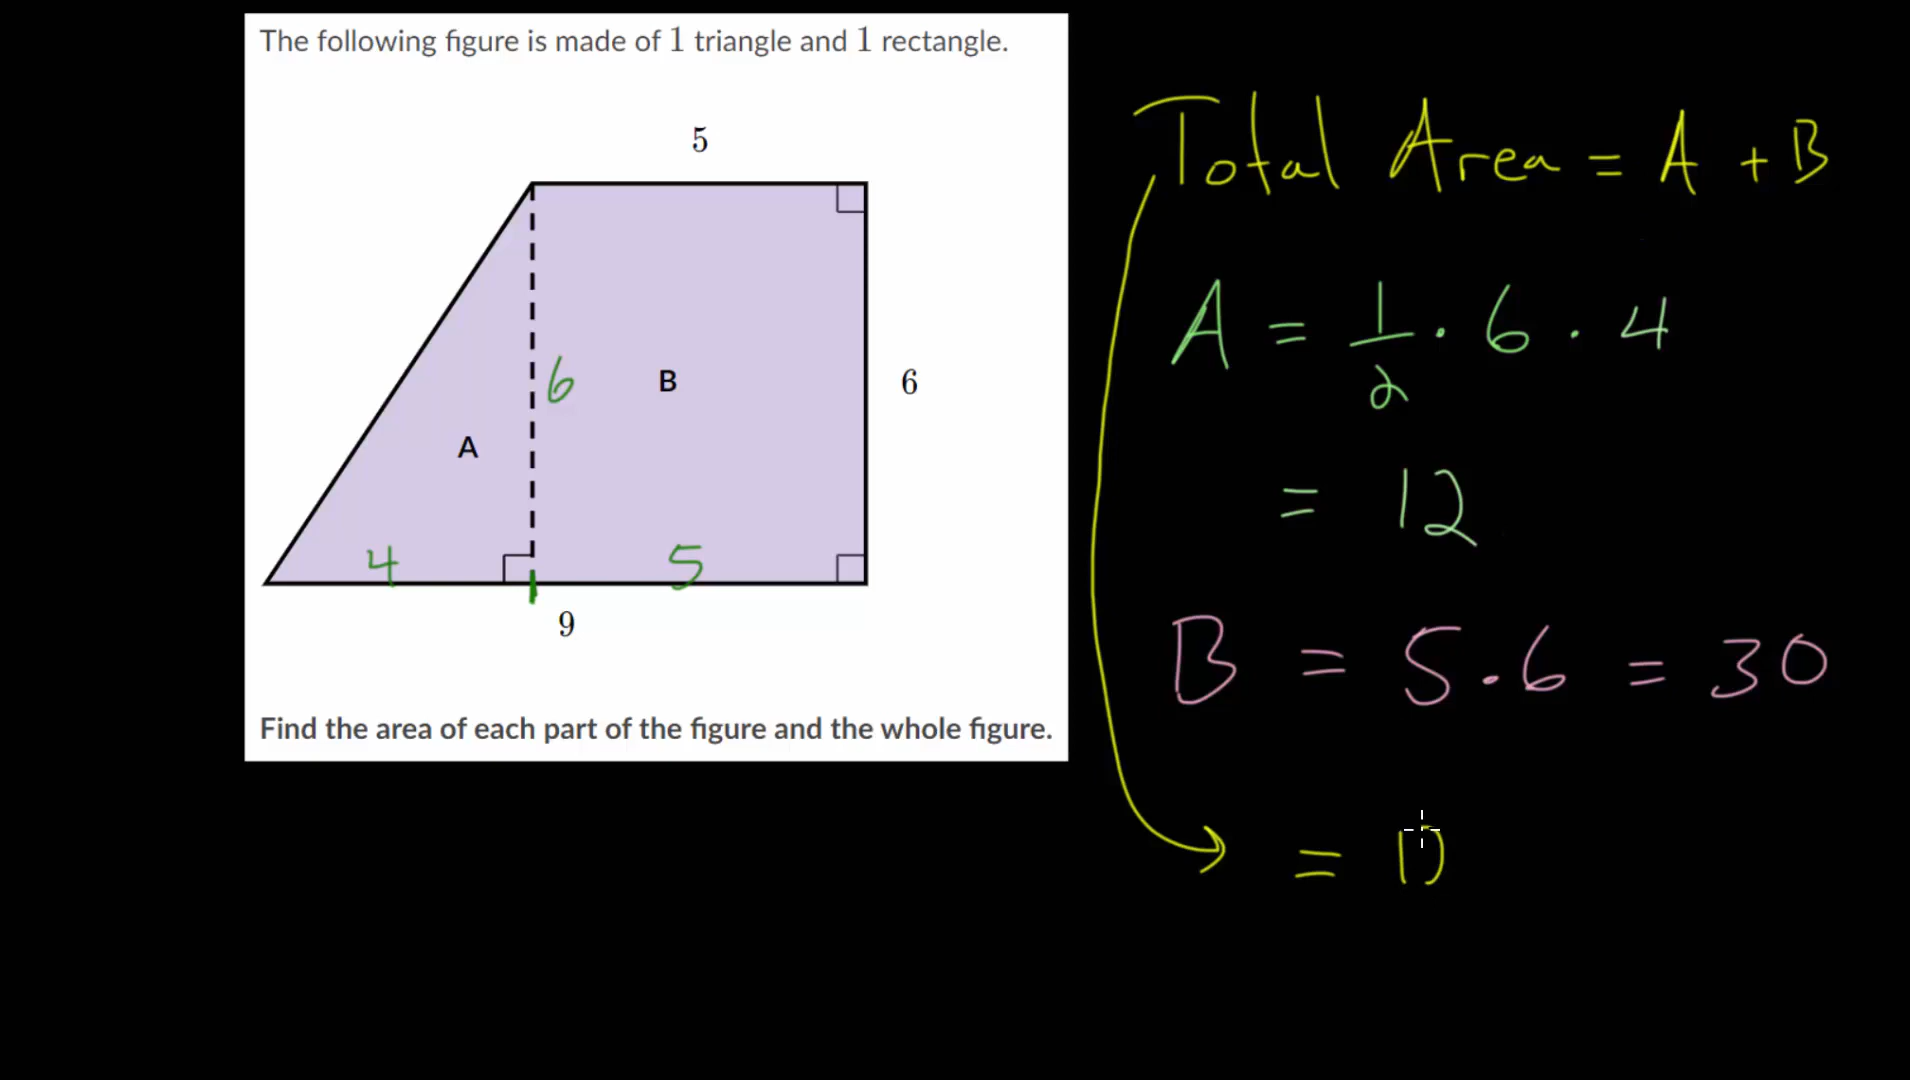 The following figure is made of 1 triangle and 1 rectangle.
5
6
B
6
A
4
5
9
Find the area of each part of the figure and the whole figure.
Total Area = A + B
A = 1/2 · 6 · 4
= 12
B = 5 · 6 = 30
= 1